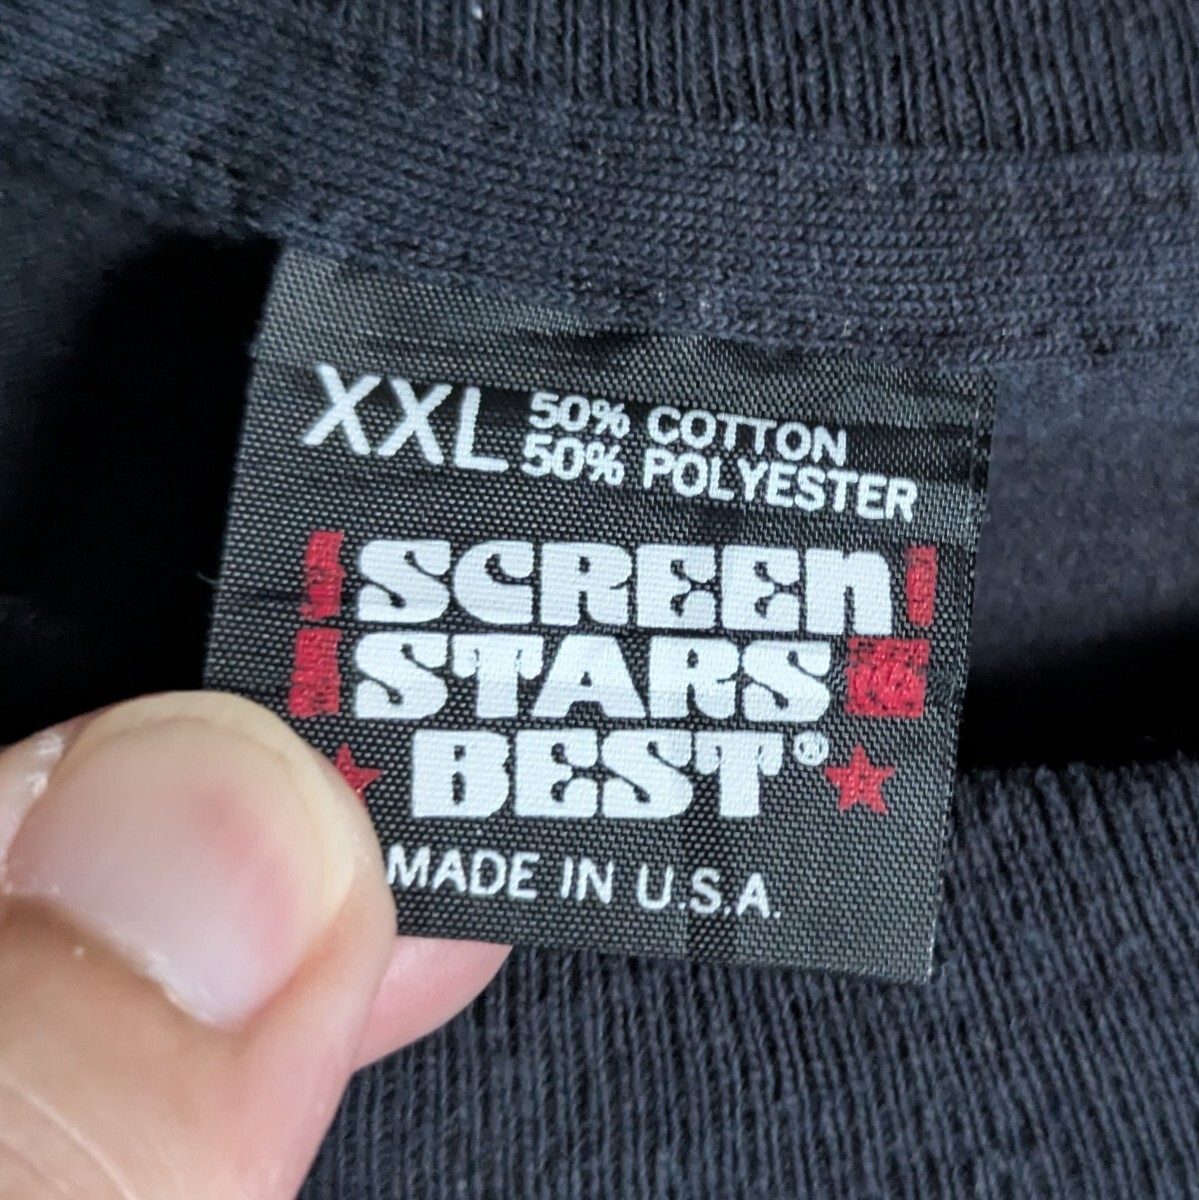 XXL 50% COTTON
50% POLYESTER
SCREEn
STARS
BEST®
MADE IN U.S.A.